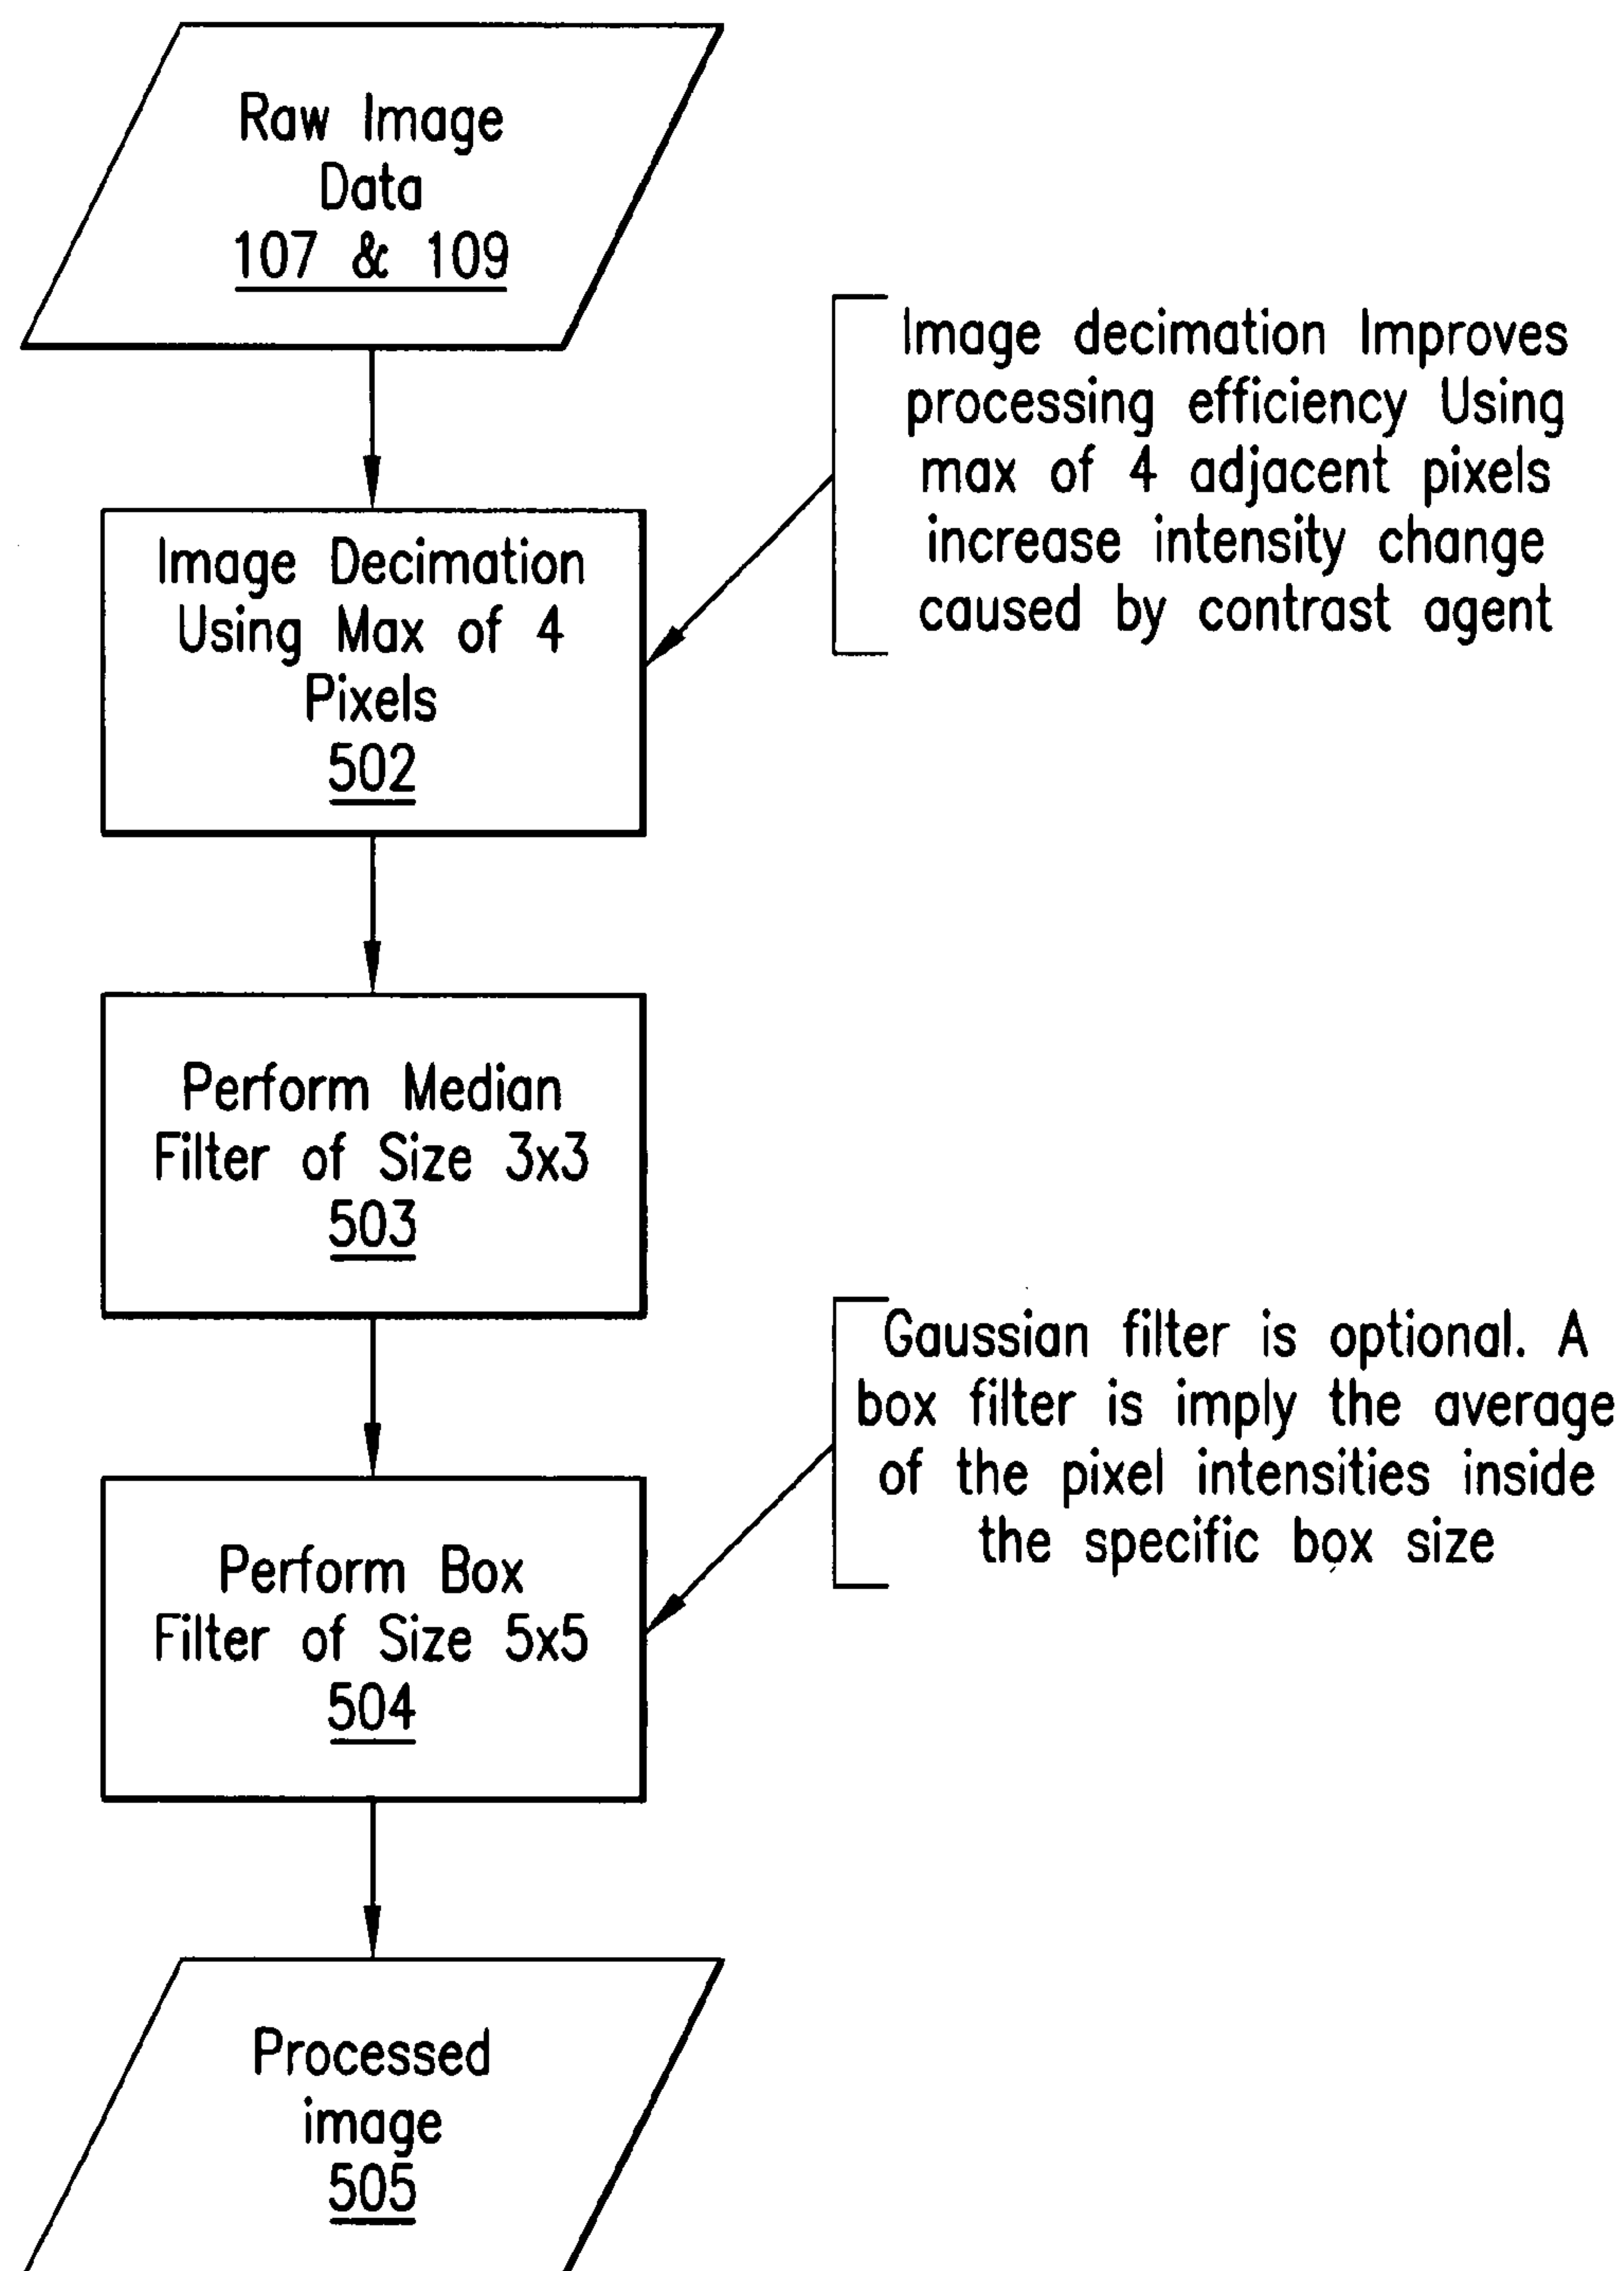 Raw Image
Data
107 & 109
Image decimation Improves
processing efficiency Using
max of 4 adjacent pixels
increase intensity change
caused by contrast agent
Image Decimation
Using Max of 4
Pixels
502
Perform Median
Filter of Size 3x3
503
Gaussian filter is optional. A
box filter is imply the average
of the pixel intensities inside
the specific box size
Perform Box
Filter of Size 5x5
504
Processed
image
505